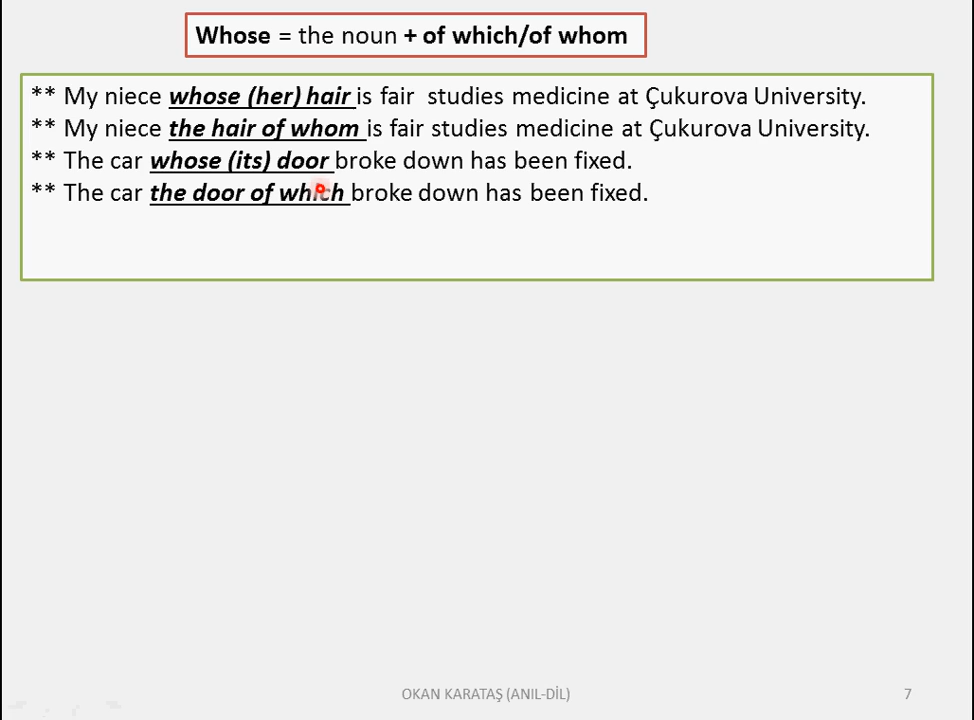 Whose = the noun + of which/of whom
** My niece whose (her) hair is fair studies medicine at Çukurova University.
** My niece the hair of whom is fair studies medicine at Çukurova University.
** The car whose (its) door broke down has been fixed.
** The car the door of which broke down has been fixed.
OKAN KARATAŞ (ANIL-DİL)
7